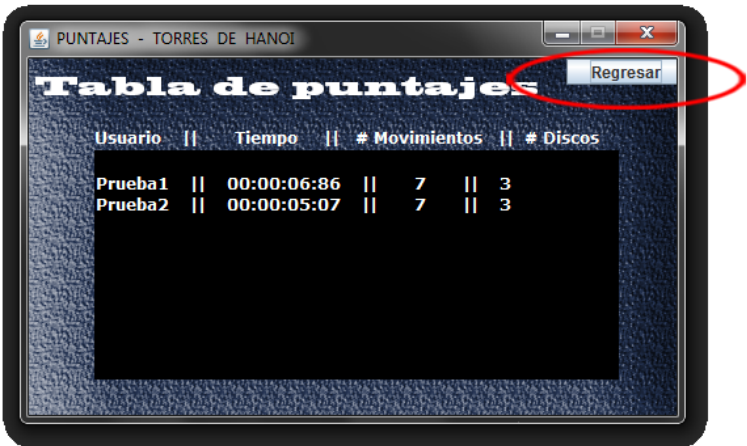 PUNTAJES - TORRES DE HANOI
Regresar
Tabla de puntajes
Usuario || Tiempo || # Movimientos || # Discos
Prueba1 || 00:00:06:86 || 7 || 3
Prueba2 || 00:00:05:07 || 7 || 3